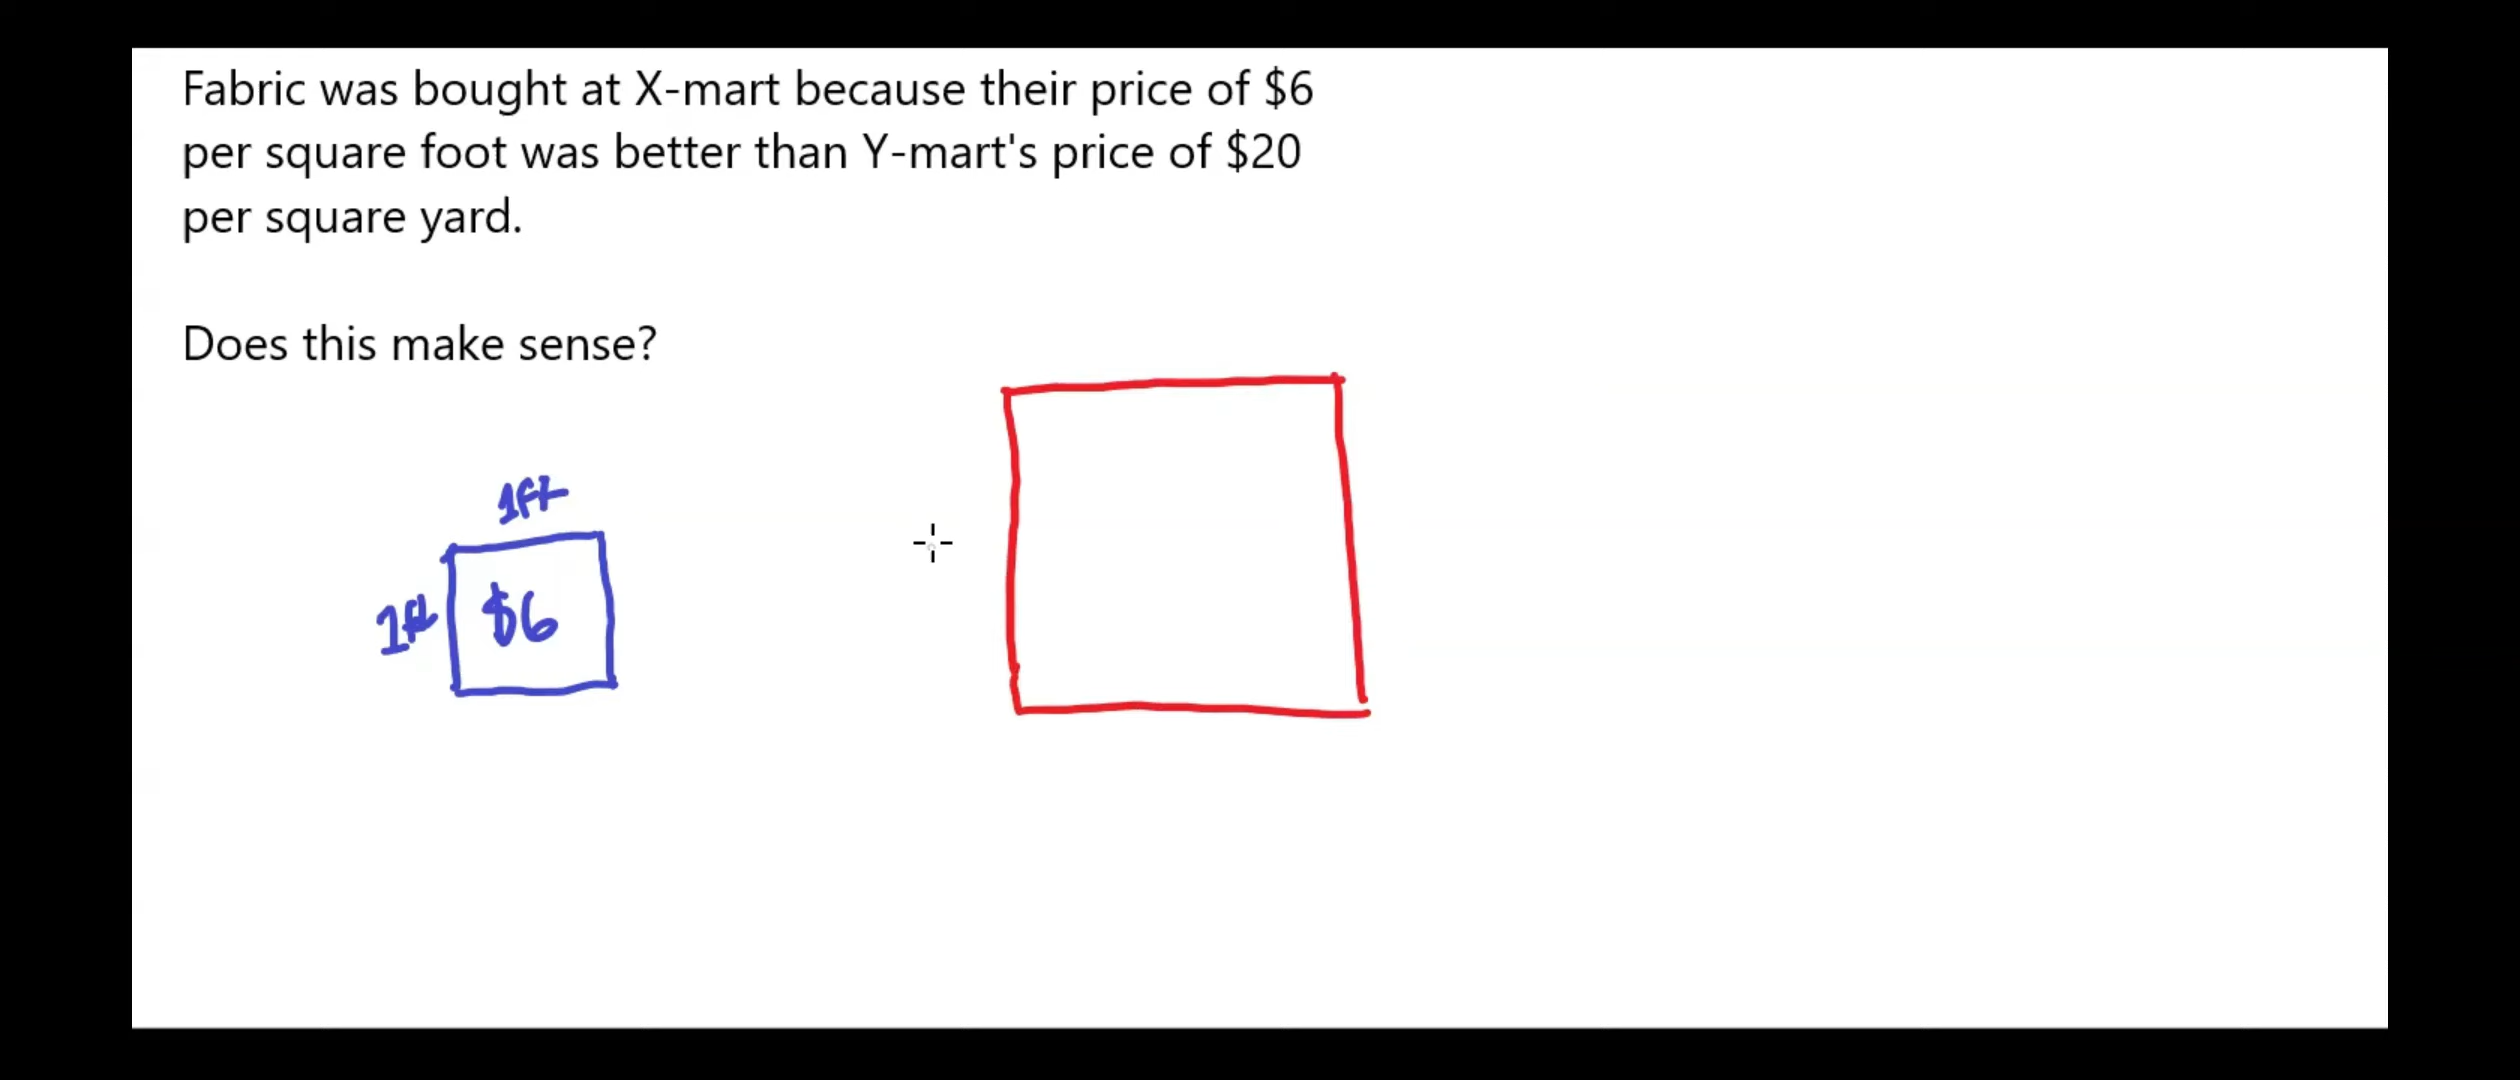 Fabric was bought at X-mart because their price of $6
per square foot was better than Y-mart's price of $20
per square yard.
Does this make sense?
1ft
1ft
$6